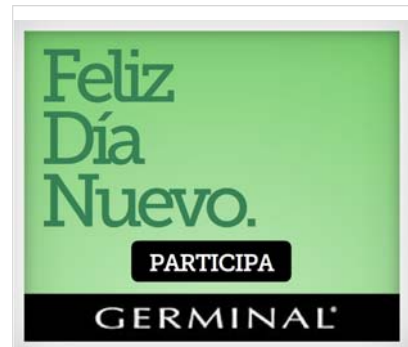 Feliz
Día
Nuevo.
PARTICIPA
GERMINAL®